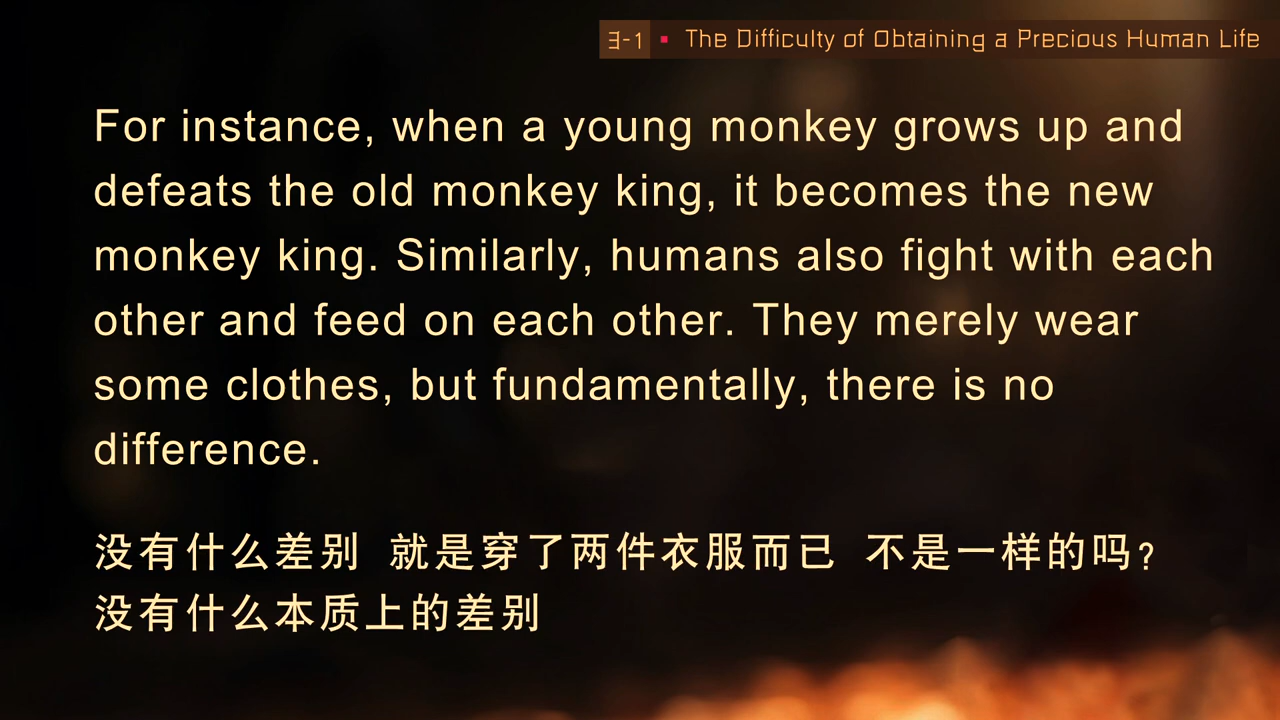 3-1 ▪ The Difficulty of Obtaining a Precious Human Life
For instance, when a young monkey grows up and
defeats the old monkey king, it becomes the new
monkey king. Similarly, humans also fight with each
other and feed on each other. They merely wear
some clothes, but fundamentally, there is no
difference.
没有什么差别 就是穿了两件衣服而已 不是一样的吗?
没有什么本质上的差别